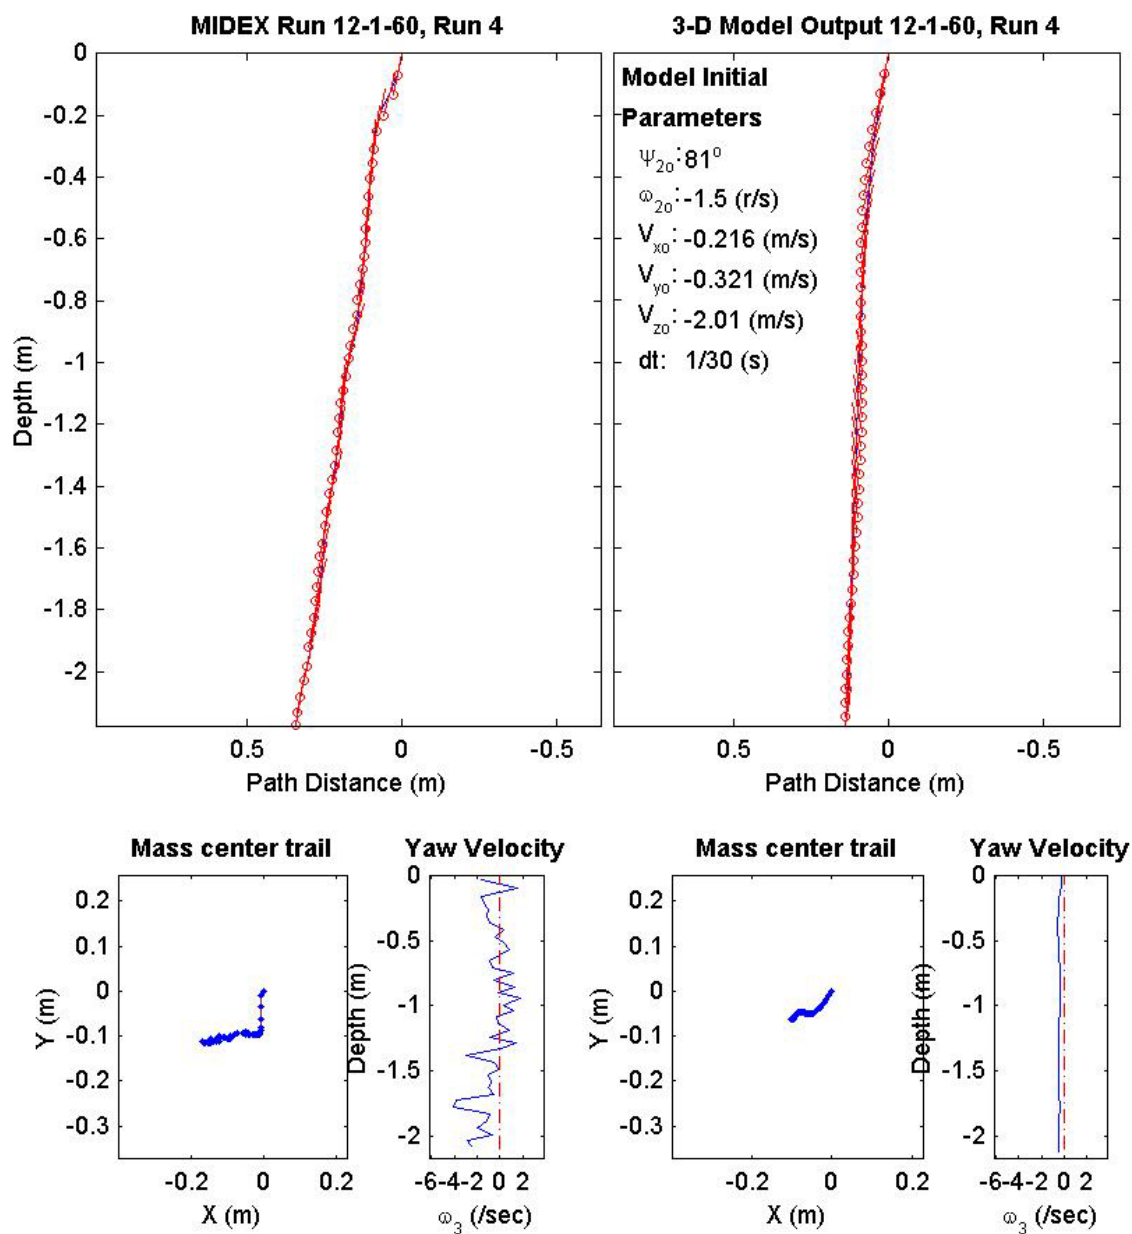 MIDEX Run 12-1-60, Run 4
3-D Model Output 12-1-60, Run 4
0
-0.2
-0.4
-0.6
-0.8
-1
-1.2
-1.4
-1.6
-1.8
-2
Depth (m)
0.5 0 -0.5
Path Distance (m)
Model Initial
Parameters
Ψ2o: 81o
ω2o: -1.5 (r/s)
Vxo: -0.216 (m/s)
Vyo: -0.321 (m/s)
Vzo: -2.01 (m/s)
dt: 1/30 (s)
0.5 0 -0.5
Path Distance (m)
Mass center trail
0.2
0.1
0
-0.1
-0.2
-0.3
Y (m)
-0.2 0 0.2
X (m)
Yaw Velocity
0
-0.5
-1
-1.5
-2
Depth (m)
-6-4-2 0 2
ω3 (/sec)
Mass center trail
0.2
0.1
0
-0.1
-0.2
-0.3
Y (m)
-0.2 0 0.2
X (m)
Yaw Velocity
0
-0.5
-1
-1.5
-2
Depth (m)
-6-4-2 0 2
ω3 (/sec)